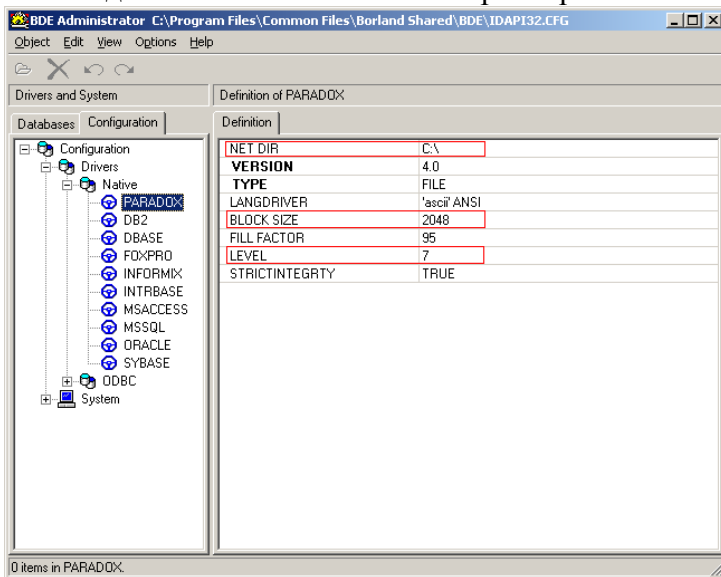 BDE Administrator C:\Program Files\Common Files\Borland Shared\BDE\IDAPI32.CFG
Object Edit View Options Help
Drivers and System Definition of PARADOX
Databases Configuration Definition
Configuration
Drivers
Native
PARADOX
DB2
DBASE
FOXPRO
INFORMIX
INTRBASE
MSACCESS
MSSQL
ORACLE
SYBASE
ODBC
System
NET DIR C:\
VERSION 4.0
TYPE FILE
LANGDRIVER 'ascii' ANSI
BLOCK SIZE 2048
FILL FACTOR 95
LEVEL 7
STRICTINTEGRTY TRUE
0 items in PARADOX.